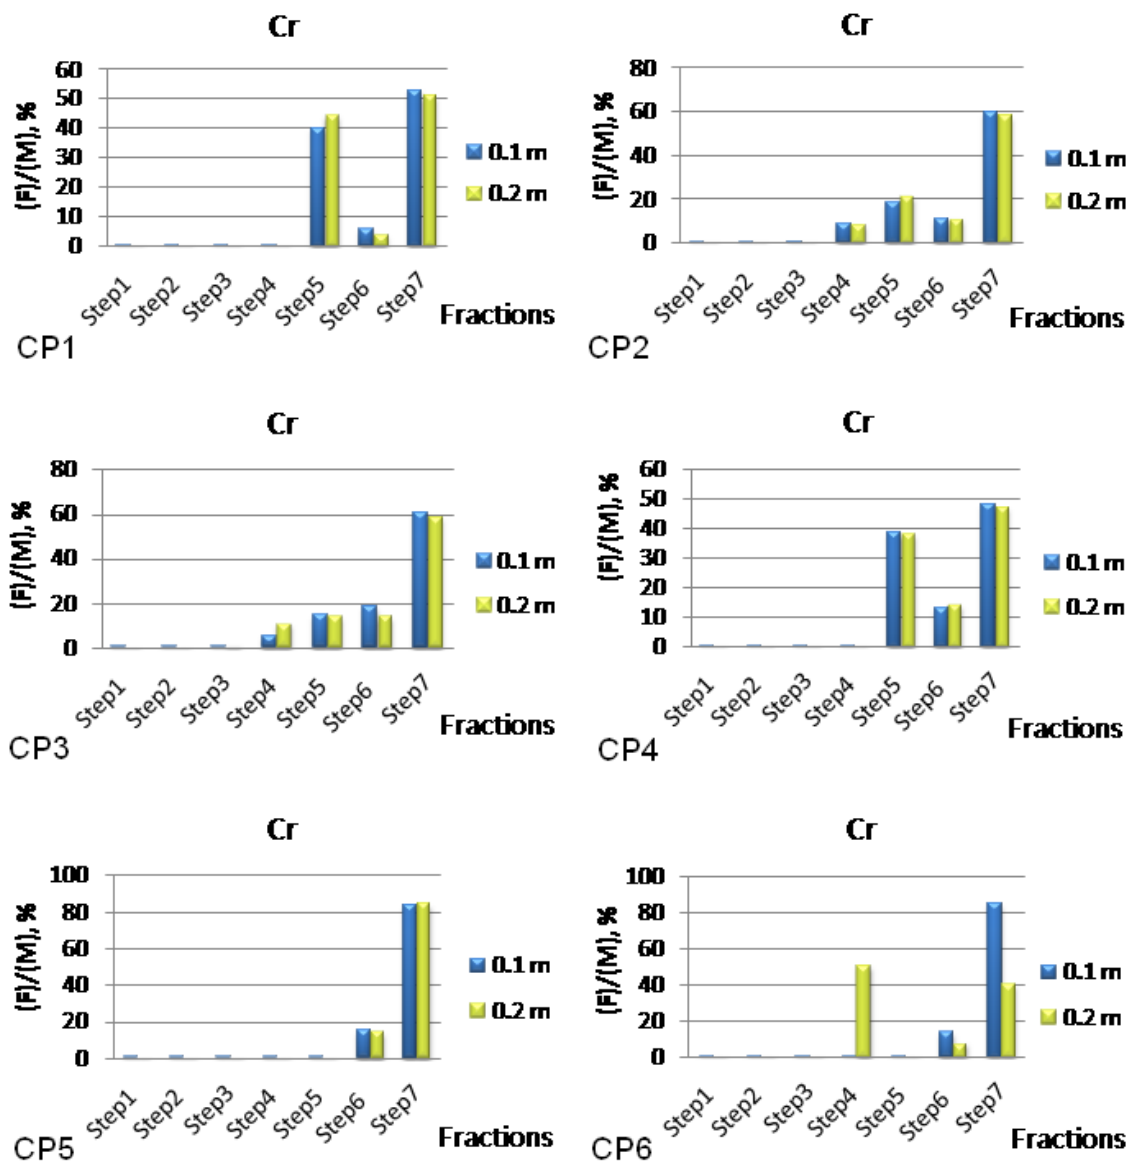 Cr
(F)/(M), %
60
50
40
30
20
10
0
Step1 Step2 Step3 Step4 Step5 Step6 Step7
Fractions
0.1 m
0.2 m
CP1
Cr
(F)/(M), %
80
60
40
20
0
Step1 Step2 Step3 Step4 Step5 Step6 Step7
Fractions
0.1 m
0.2 m
CP2
Cr
(F)/(M), %
80
60
40
20
0
Step1 Step2 Step3 Step4 Step5 Step6 Step7
Fractions
0.1 m
0.2 m
CP3
Cr
(F)/(M), %
60
50
40
30
20
10
0
Step1 Step2 Step3 Step4 Step5 Step6 Step7
Fractions
0.1 m
0.2 m
CP4
Cr
(F)/(M), %
100
80
60
40
20
0
Step1 Step2 Step3 Step4 Step5 Step6 Step7
Fractions
0.1 m
0.2 m
CP5
Cr
(F)/(M), %
100
80
60
40
20
0
Step1 Step2 Step3 Step4 Step5 Step6 Step7
Fractions
0.1 m
0.2 m
CP6